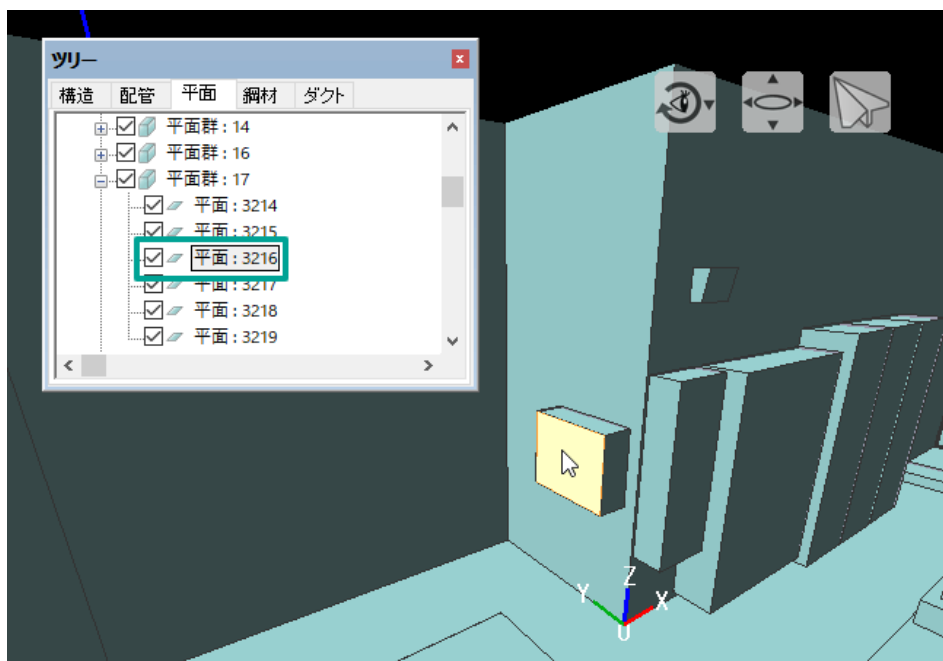 ツリー
構造 配管 平面 鋼材 ダクト
平面群 : 14
平面群 : 16
平面群 : 17
平面 : 3214
平面 : 3215
平面 : 3216
平面 : 3217
平面 : 3218
平面 : 3219
Z
Y X
U